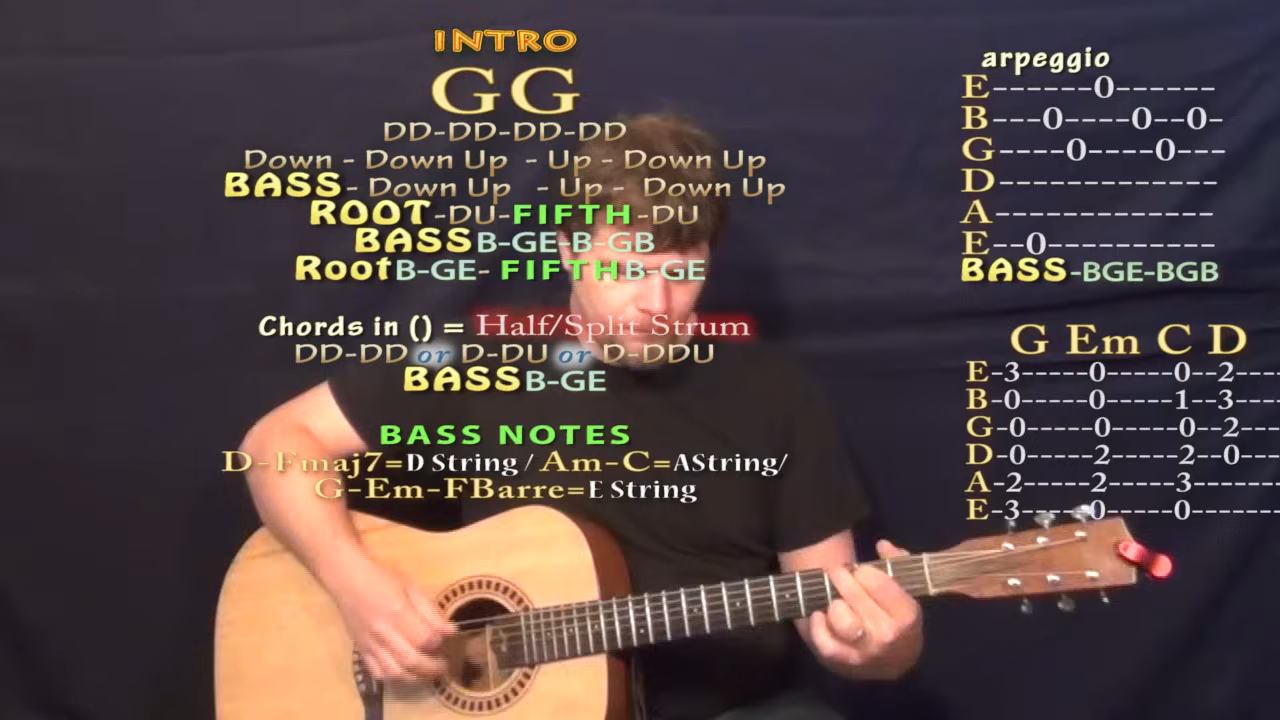 INTRO
GG
DD-DD-DD-DD
Down - Down Up - Up - Down Up
BASS- Down Up - Up - Down Up
ROOT-DU-FIFTH-DU
BASSB-GE-B-GB
RootB-GE- FIFTHB-GE
Chords in () = Half/Split Strum
DD-DD or D-DU or D-DDU
BASSB-GE
BASS NOTES
D-Fmaj7=D String / Am-C=AString/
G-Em-FBarre=E String
arpeggio
E------0------
B---0----0--0-
G----0----0---
D-------------
A-------------
E--0----------
BASS-BGE-BGB
G Em C D
E-3-----0-----0--2----
B-0-----0-----1--3----
G-0-----0-----0--2----
D-0-----2-----2--0----
A-2-----2-----3-------
E-3-----0-----0-------